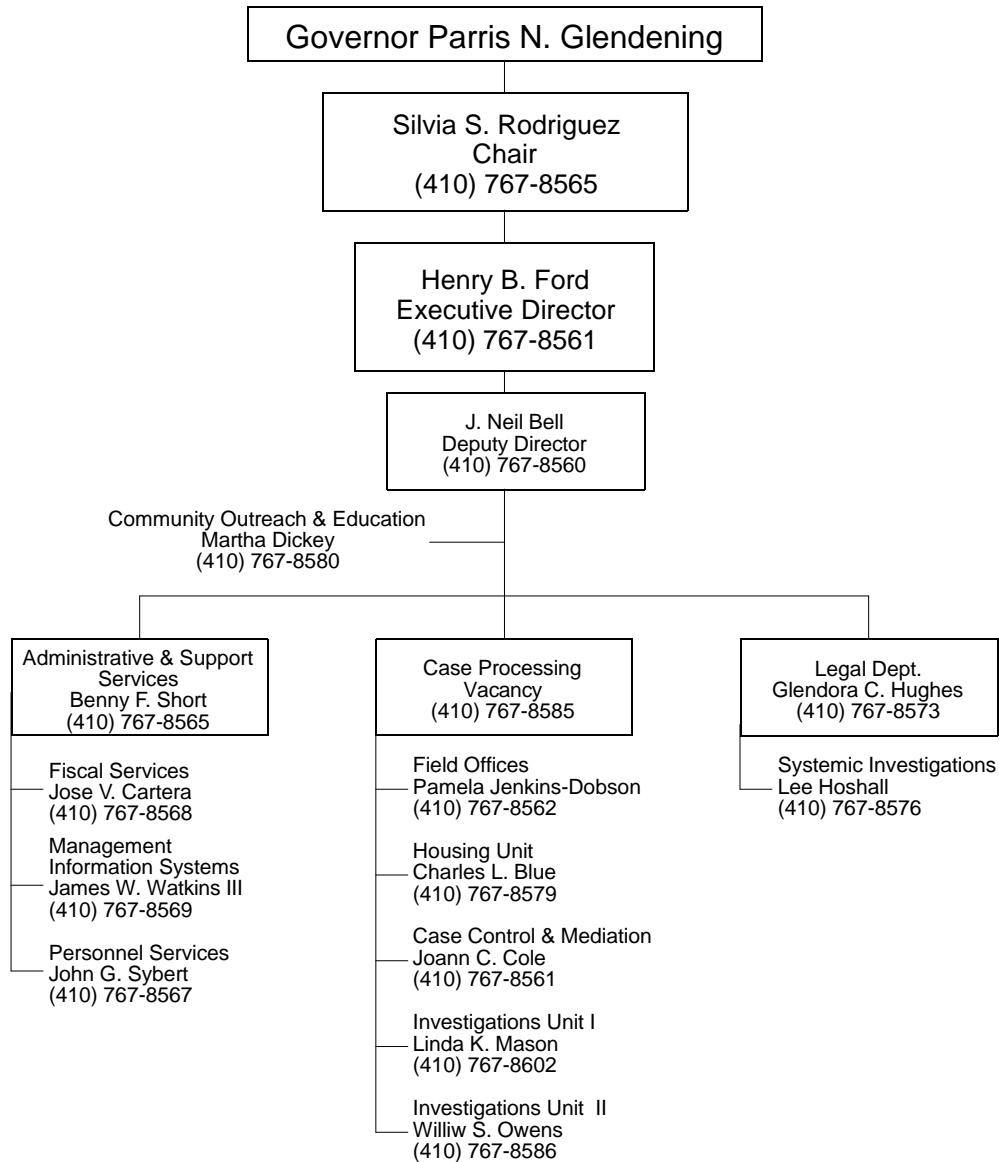 Governor Parris N. Glendening
Silvia S. Rodriguez
Chair
(410) 767-8565
Henry B. Ford
Executive Director
(410) 767-8561
J. Neil Bell
Deputy Director
(410) 767-8560
Community Outreach & Education
Martha Dickey
(410) 767-8580
Administrative & Support
Services
Benny F. Short
(410) 767-8565
Fiscal Services
Jose V. Cartera
(410) 767-8568
Management
Information Systems
James W. Watkins III
(410) 767-8569
Personnel Services
John G. Sybert
(410) 767-8567
Case Processing
Vacancy
(410) 767-8585
Field Offices
Pamela Jenkins-Dobson
(410) 767-8562
Housing Unit
Charles L. Blue
(410) 767-8579
Case Control & Mediation
Joann C. Cole
(410) 767-8561
Investigations Unit I
Linda K. Mason
(410) 767-8602
Investigations Unit  II
Williw S. Owens
(410) 767-8586
Legal Dept.
Glendora C. Hughes
(410) 767-8573
Systemic Investigations
Lee Hoshall
(410) 767-8576